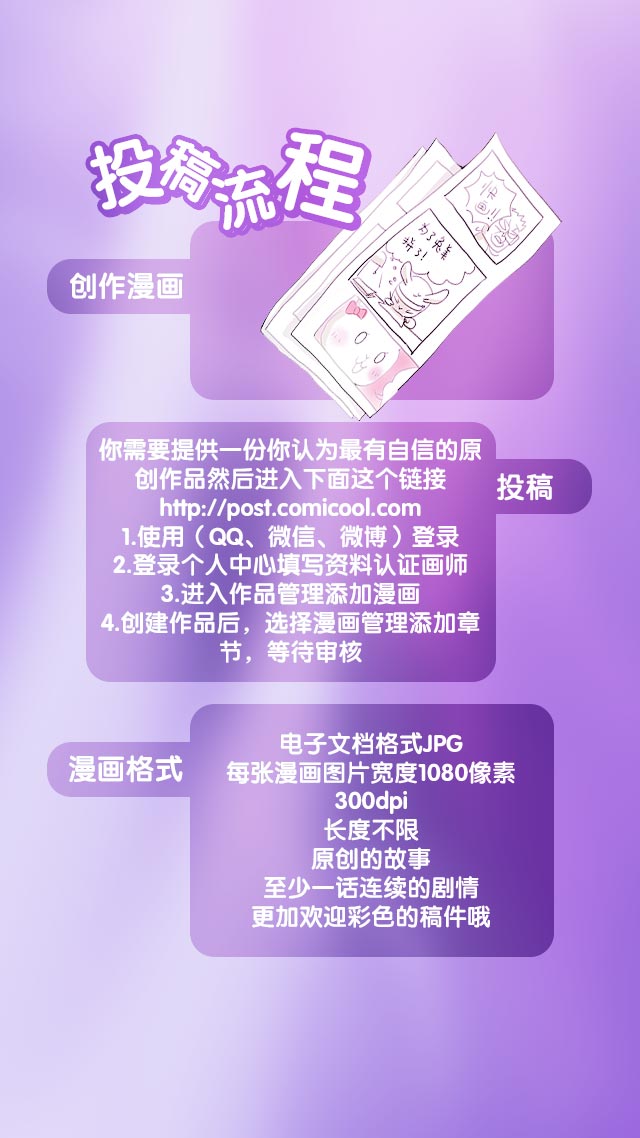 投稿流程
创作漫画
你需要提供一份你认为最有自信的原
创作品然后进入下面这个链接
http://post.comicool.com
1.使用（QQ、微信、微博）登录
2.登录个人中心填写资料认证画师
3.进入作品管理添加漫画
4.创建作品后，选择漫画管理添加章
节，等待审核
投稿
漫画格式
电子文档格式JPG
每张漫画图片宽度1080像素
300dpi
长度不限
原创的故事
至少一话连续的剧情
更加欢迎彩色的稿件哦